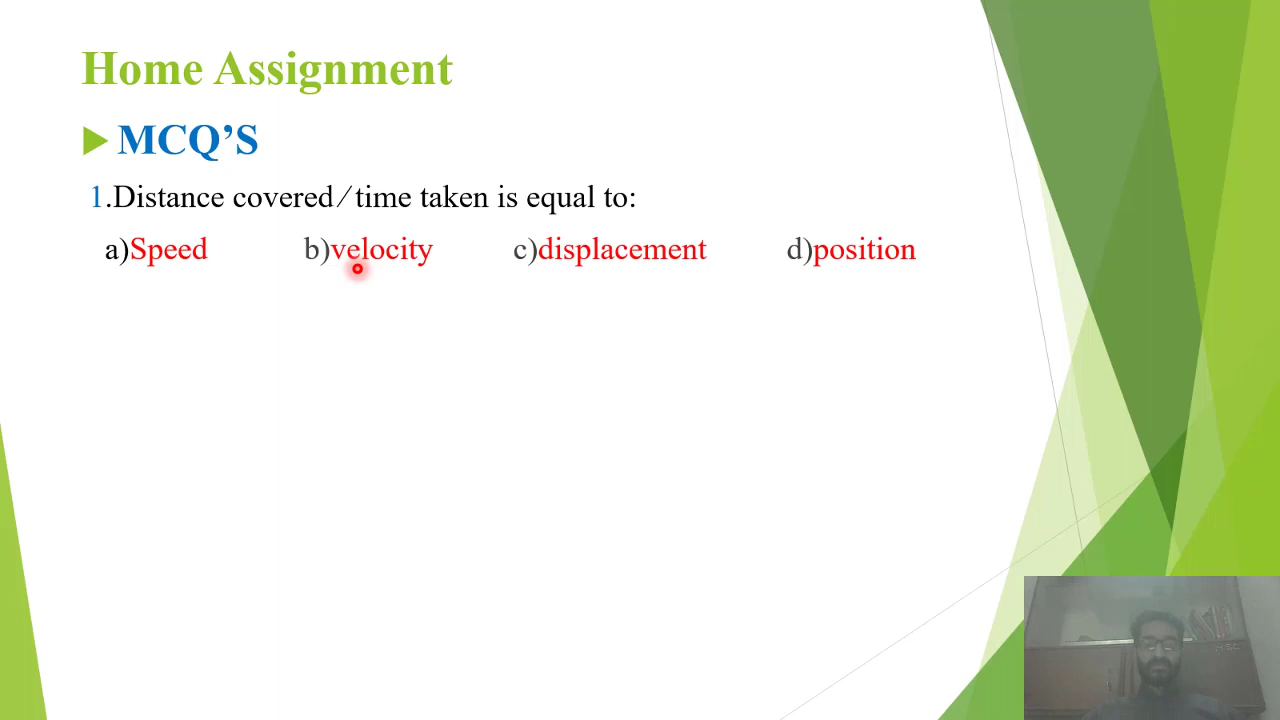 Home Assignment
MCQ’S
1.Distance covered ∕ time taken is equal to:
a)Speed b)velocity c)displacement d)position